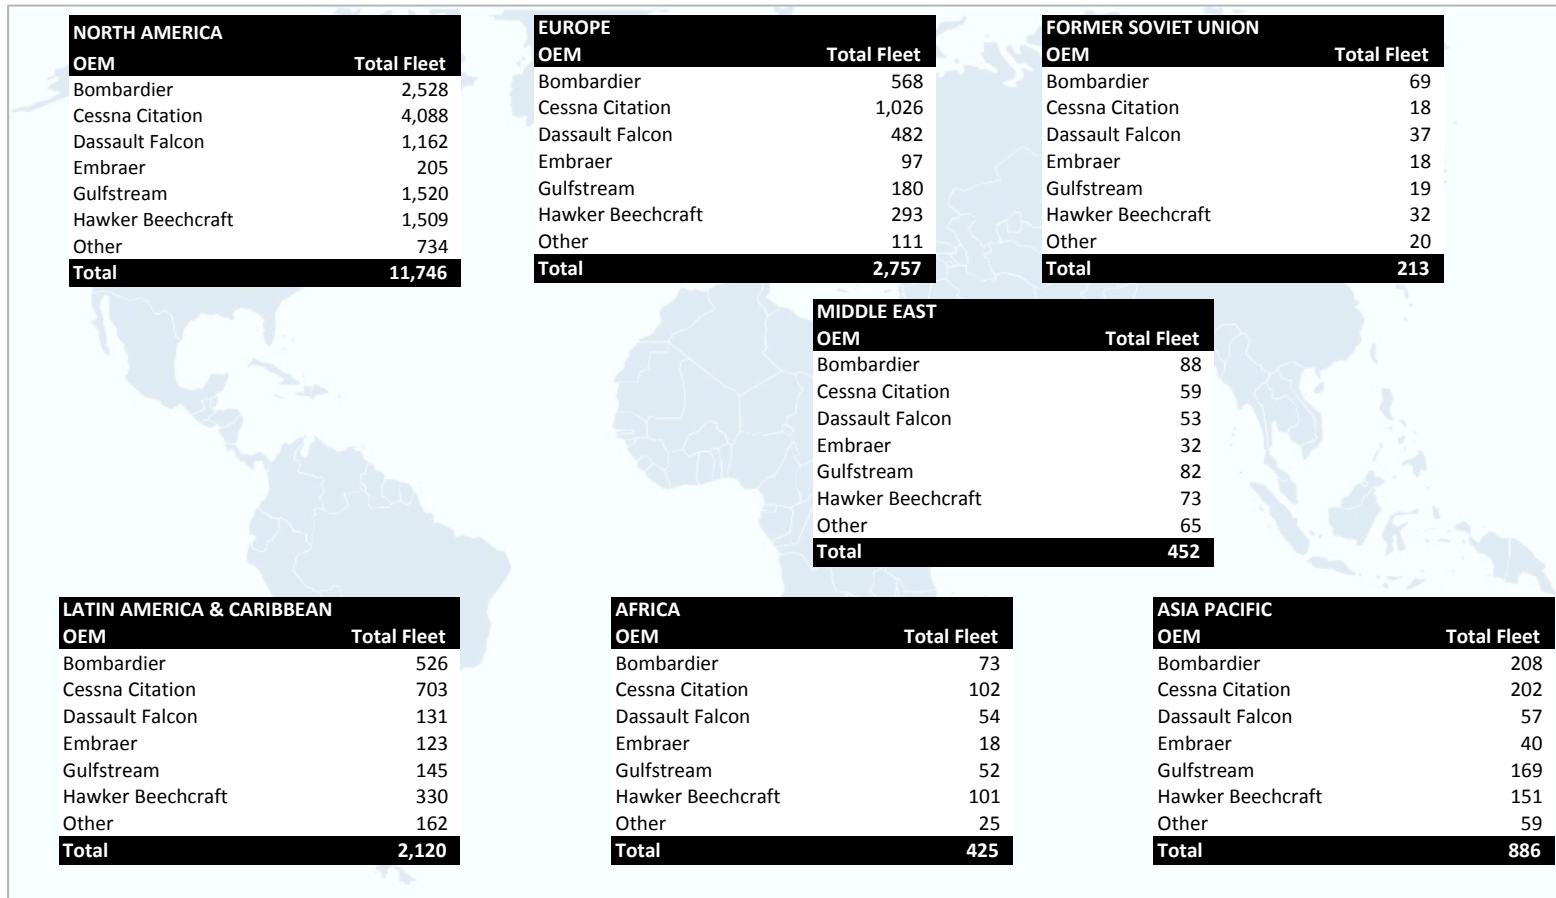 NORTH AMERICA
OEM Total Fleet
Bombardier 2,528
Cessna Citation 4,088
Dassault Falcon 1,162
Embraer 205
Gulfstream 1,520
Hawker Beechcraft 1,509
Other 734
Total 11,746
EUROPE
OEM Total Fleet
Bombardier 568
Cessna Citation 1,026
Dassault Falcon 482
Embraer 97
Gulfstream 180
Hawker Beechcraft 293
Other 111
Total 2,757
FORMER SOVIET UNION
OEM Total Fleet
Bombardier 69
Cessna Citation 18
Dassault Falcon 37
Embraer 18
Gulfstream 19
Hawker Beechcraft 32
Other 20
Total 213
MIDDLE EAST
OEM Total Fleet
Bombardier 88
Cessna Citation 59
Dassault Falcon 53
Embraer 32
Gulfstream 82
Hawker Beechcraft 73
Other 65
Total 452
LATIN AMERICA & CARIBBEAN
OEM Total Fleet
Bombardier 526
Cessna Citation 703
Dassault Falcon 131
Embraer 123
Gulfstream 145
Hawker Beechcraft 330
Other 162
Total 2,120
AFRICA
OEM Total Fleet
Bombardier 73
Cessna Citation 102
Dassault Falcon 54
Embraer 18
Gulfstream 52
Hawker Beechcraft 101
Other 25
Total 425
ASIA PACIFIC
OEM Total Fleet
Bombardier 208
Cessna Citation 202
Dassault Falcon 57
Embraer 40
Gulfstream 169
Hawker Beechcraft 151
Other 59
Total 886